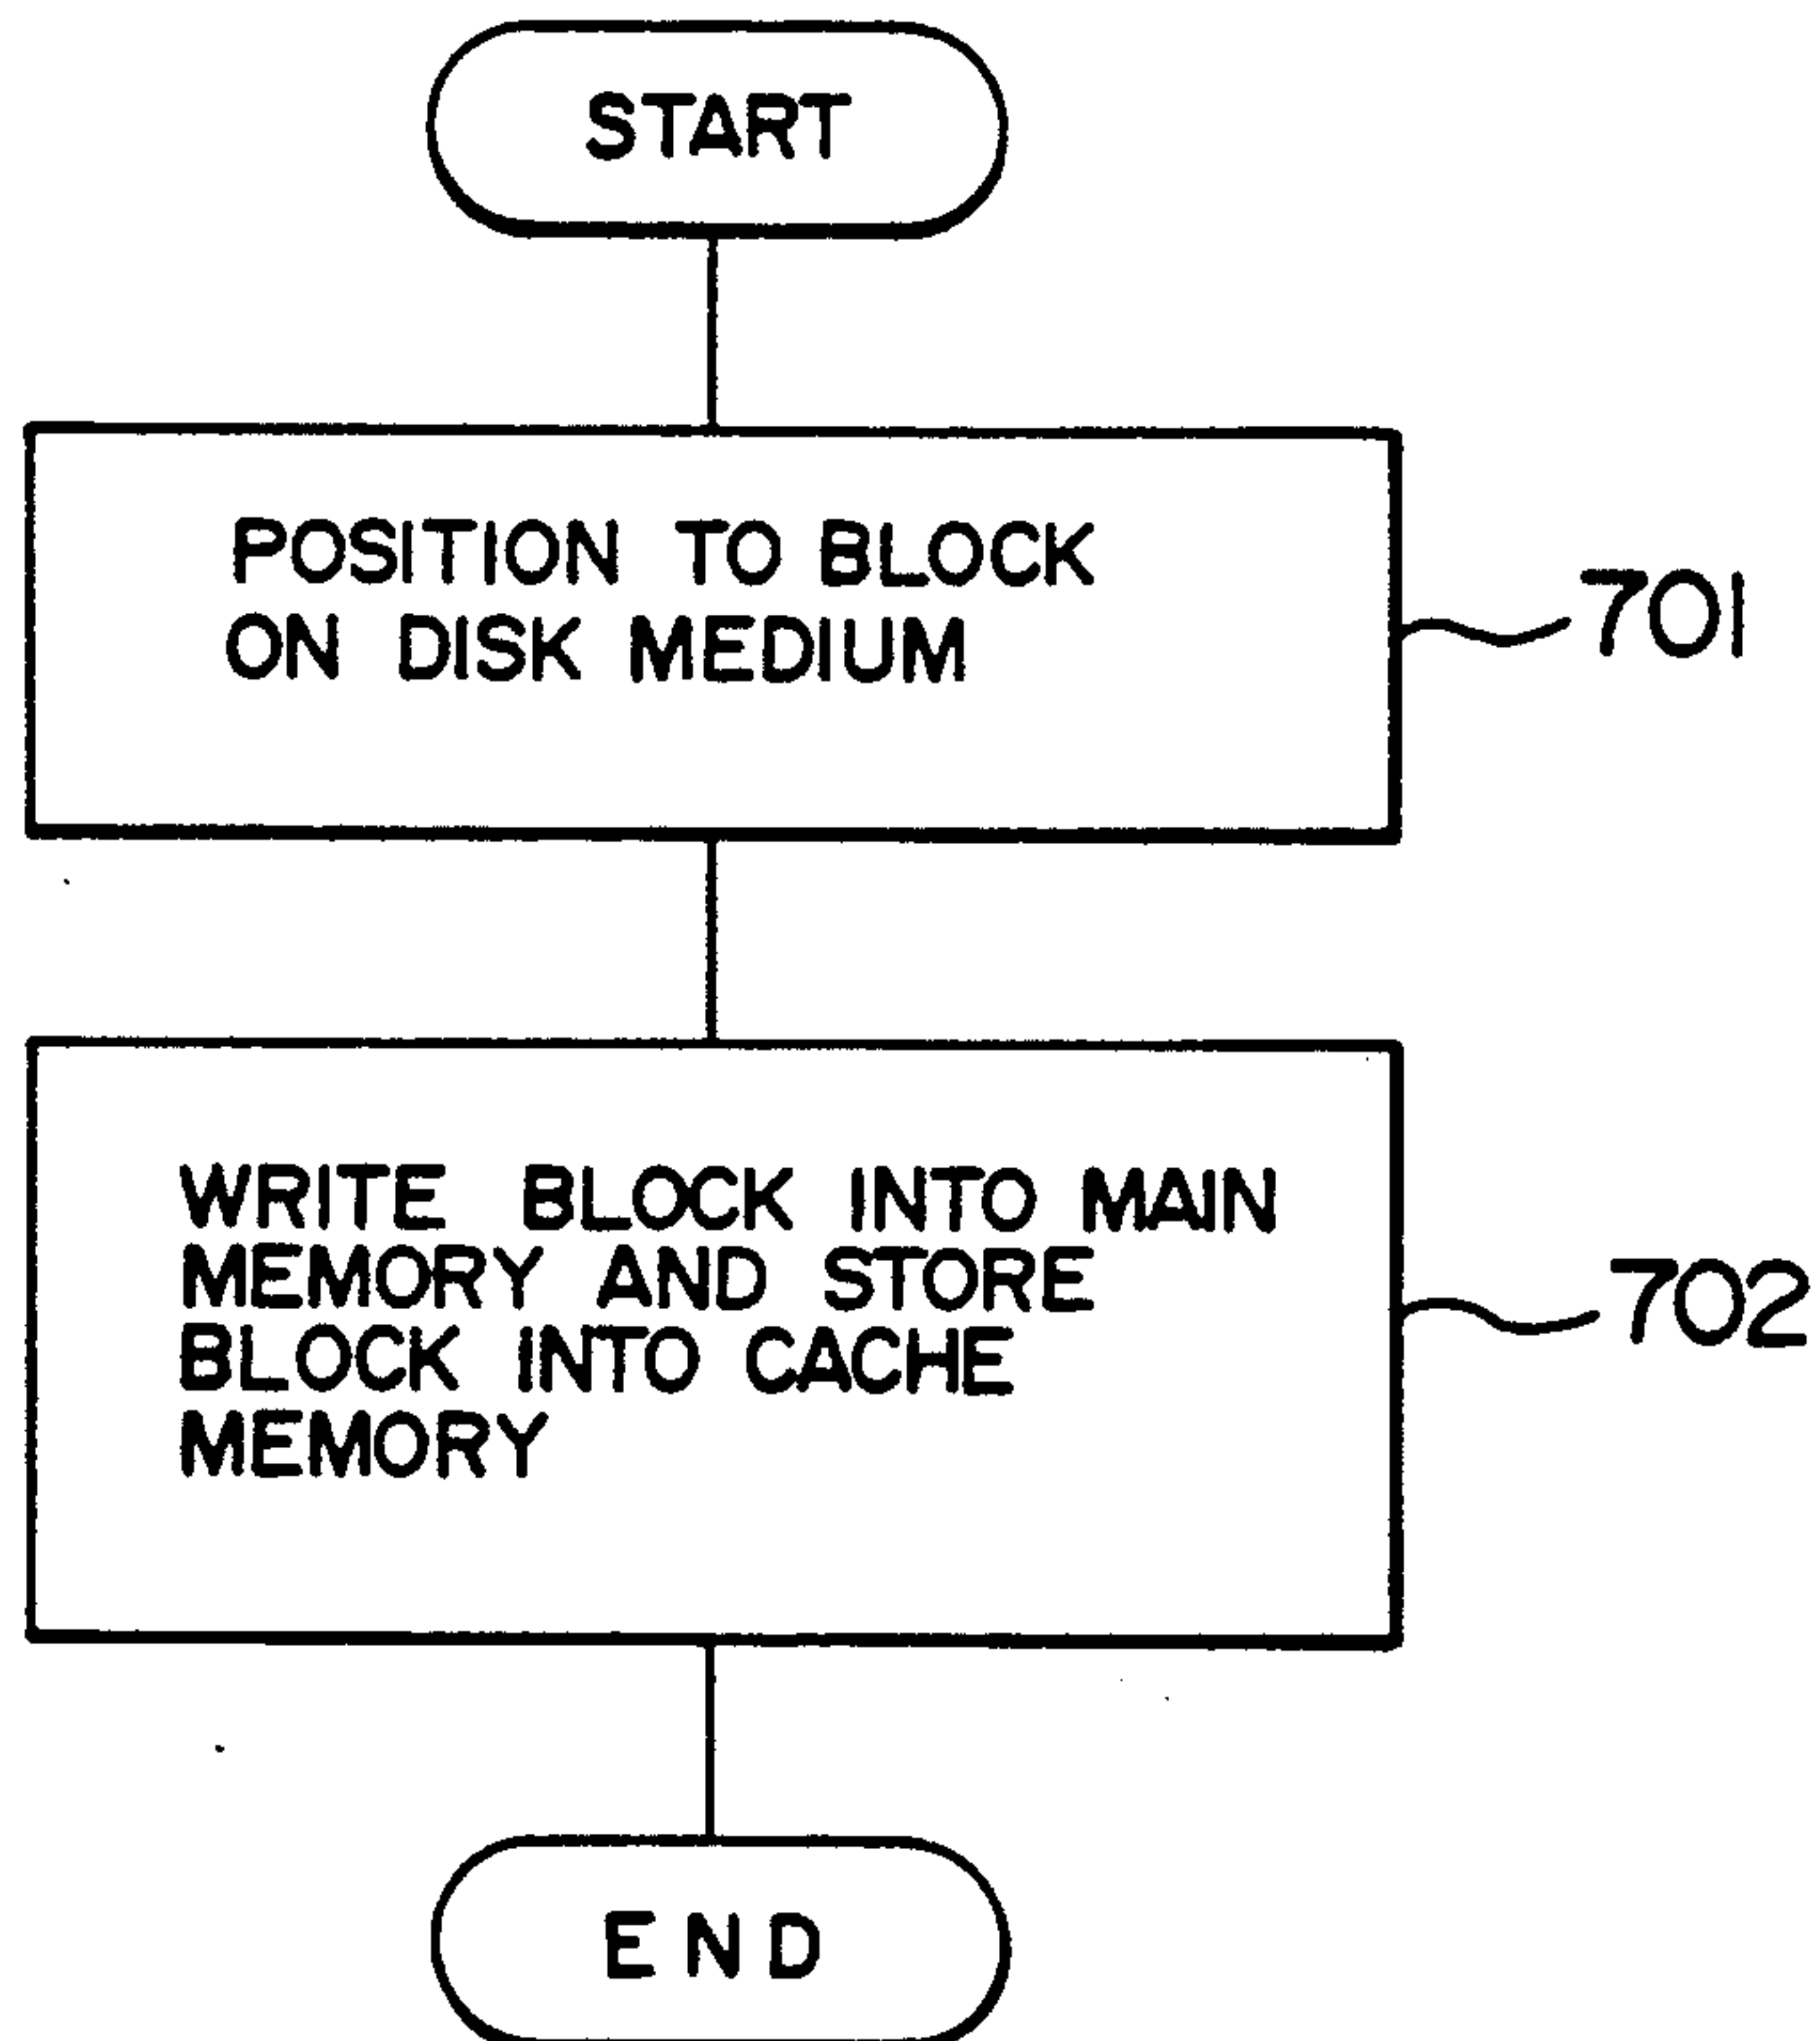 START
POSITION TO BLOCK
ON DISK MEDIUM
701
WRITE BLOCK INTO MAIN
MEMORY AND STORE
BLOCK INTO CACHE
MEMORY
702
END